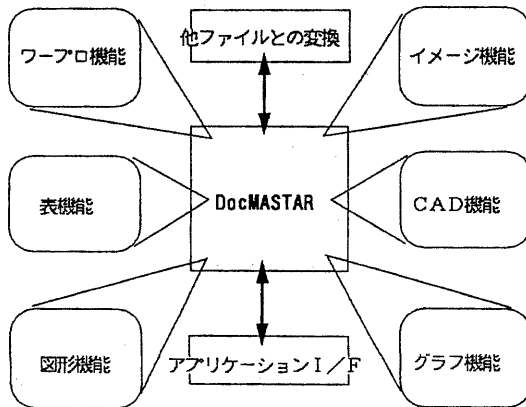 他ファイルとの変換
ワープロ機能
イメージ機能
表機能
DocMASTAR
CAD機能
図形機能
アプリケーションI/F
グラフ機能